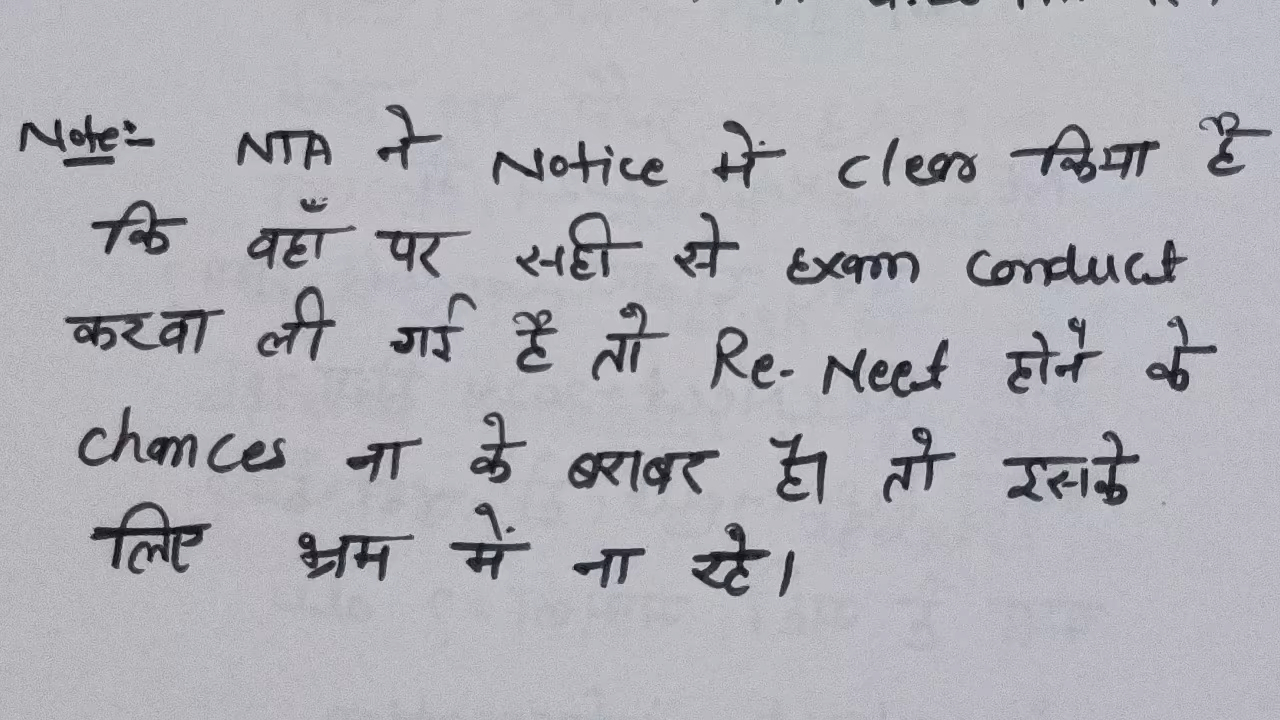 Note:- NTA ने Notice में clear किया है
कि वहाँ पर सही से Exam conduct
करवा ली गई है तो Re-Neet होने के
chances ना के बराबर है। तो इसके
लिए भ्रम में ना रहे।